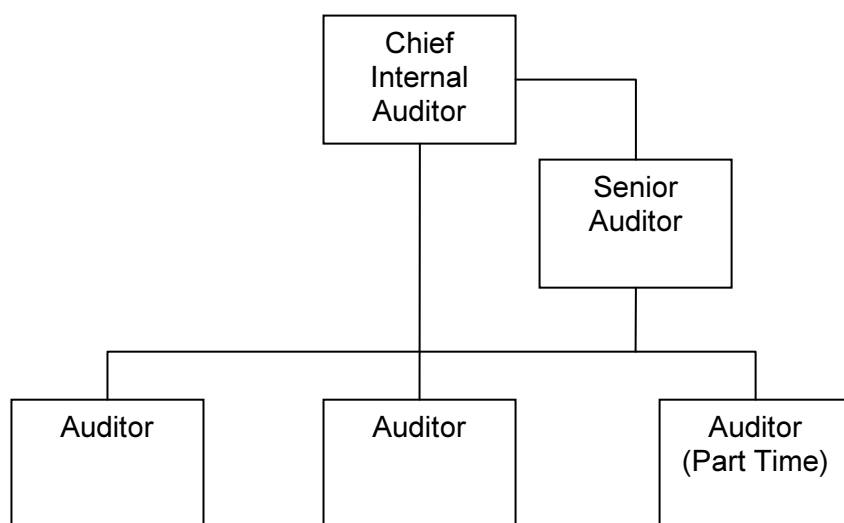 Chief
Internal
Auditor
Senior
Auditor
Auditor
Auditor
Auditor
(Part Time)